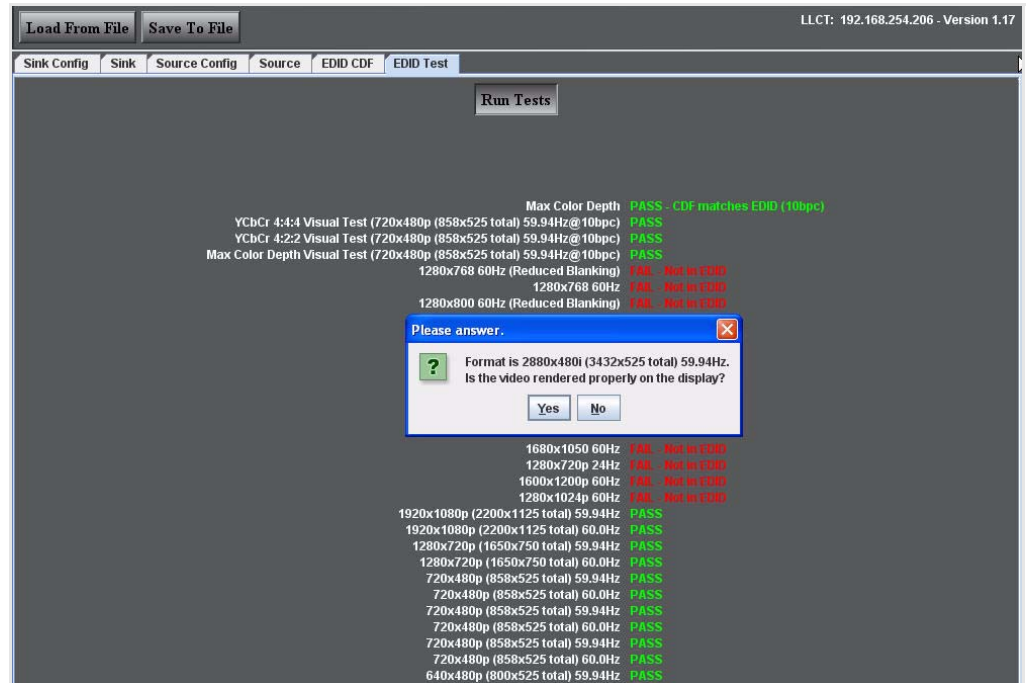 Load From File Save To File
LLCT: 192.168.254.206 - Version 1.17
Sink Config Sink Source Config Source EDID CDF EDID Test
Run Tests
Max Color Depth PASS - CDF matches EDID (10bpc)
YCbCr 4:4:4 Visual Test (720x480p (858x525 total) 59.94Hz@10bpc) PASS
YCbCr 4:2:2 Visual Test (720x480p (858x525 total) 59.94Hz@10bpc) PASS
Max Color Depth Visual Test (720x480p (858x525 total) 59.94Hz@10bpc) PASS
1280x768 60Hz (Reduced Blanking) FAIL - Not in EDID
1280x768 60Hz FAIL - Not in EDID
1280x800 60Hz (Reduced Blanking) FAIL - Not in EDID
Please answer.
?
Format is 2880x480i (3432x525 total) 59.94Hz.
Is the video rendered properly on the display?
Yes No
1680x1050 60Hz FAIL - Not in EDID
1280x720p 24Hz FAIL - Not in EDID
1600x1200p 60Hz FAIL - Not in EDID
1280x1024p 60Hz FAIL - Not in EDID
1920x1080p (2200x1125 total) 59.94Hz PASS
1920x1080p (2200x1125 total) 60.0Hz PASS
1280x720p (1650x750 total) 59.94Hz PASS
1280x720p (1650x750 total) 60.0Hz PASS
720x480p (858x525 total) 59.94Hz PASS
720x480p (858x525 total) 60.0Hz PASS
720x480p (858x525 total) 59.94Hz PASS
720x480p (858x525 total) 60.0Hz PASS
720x480p (858x525 total) 59.94Hz PASS
720x480p (858x525 total) 60.0Hz PASS
640x480p (800x525 total) 59.94Hz PASS